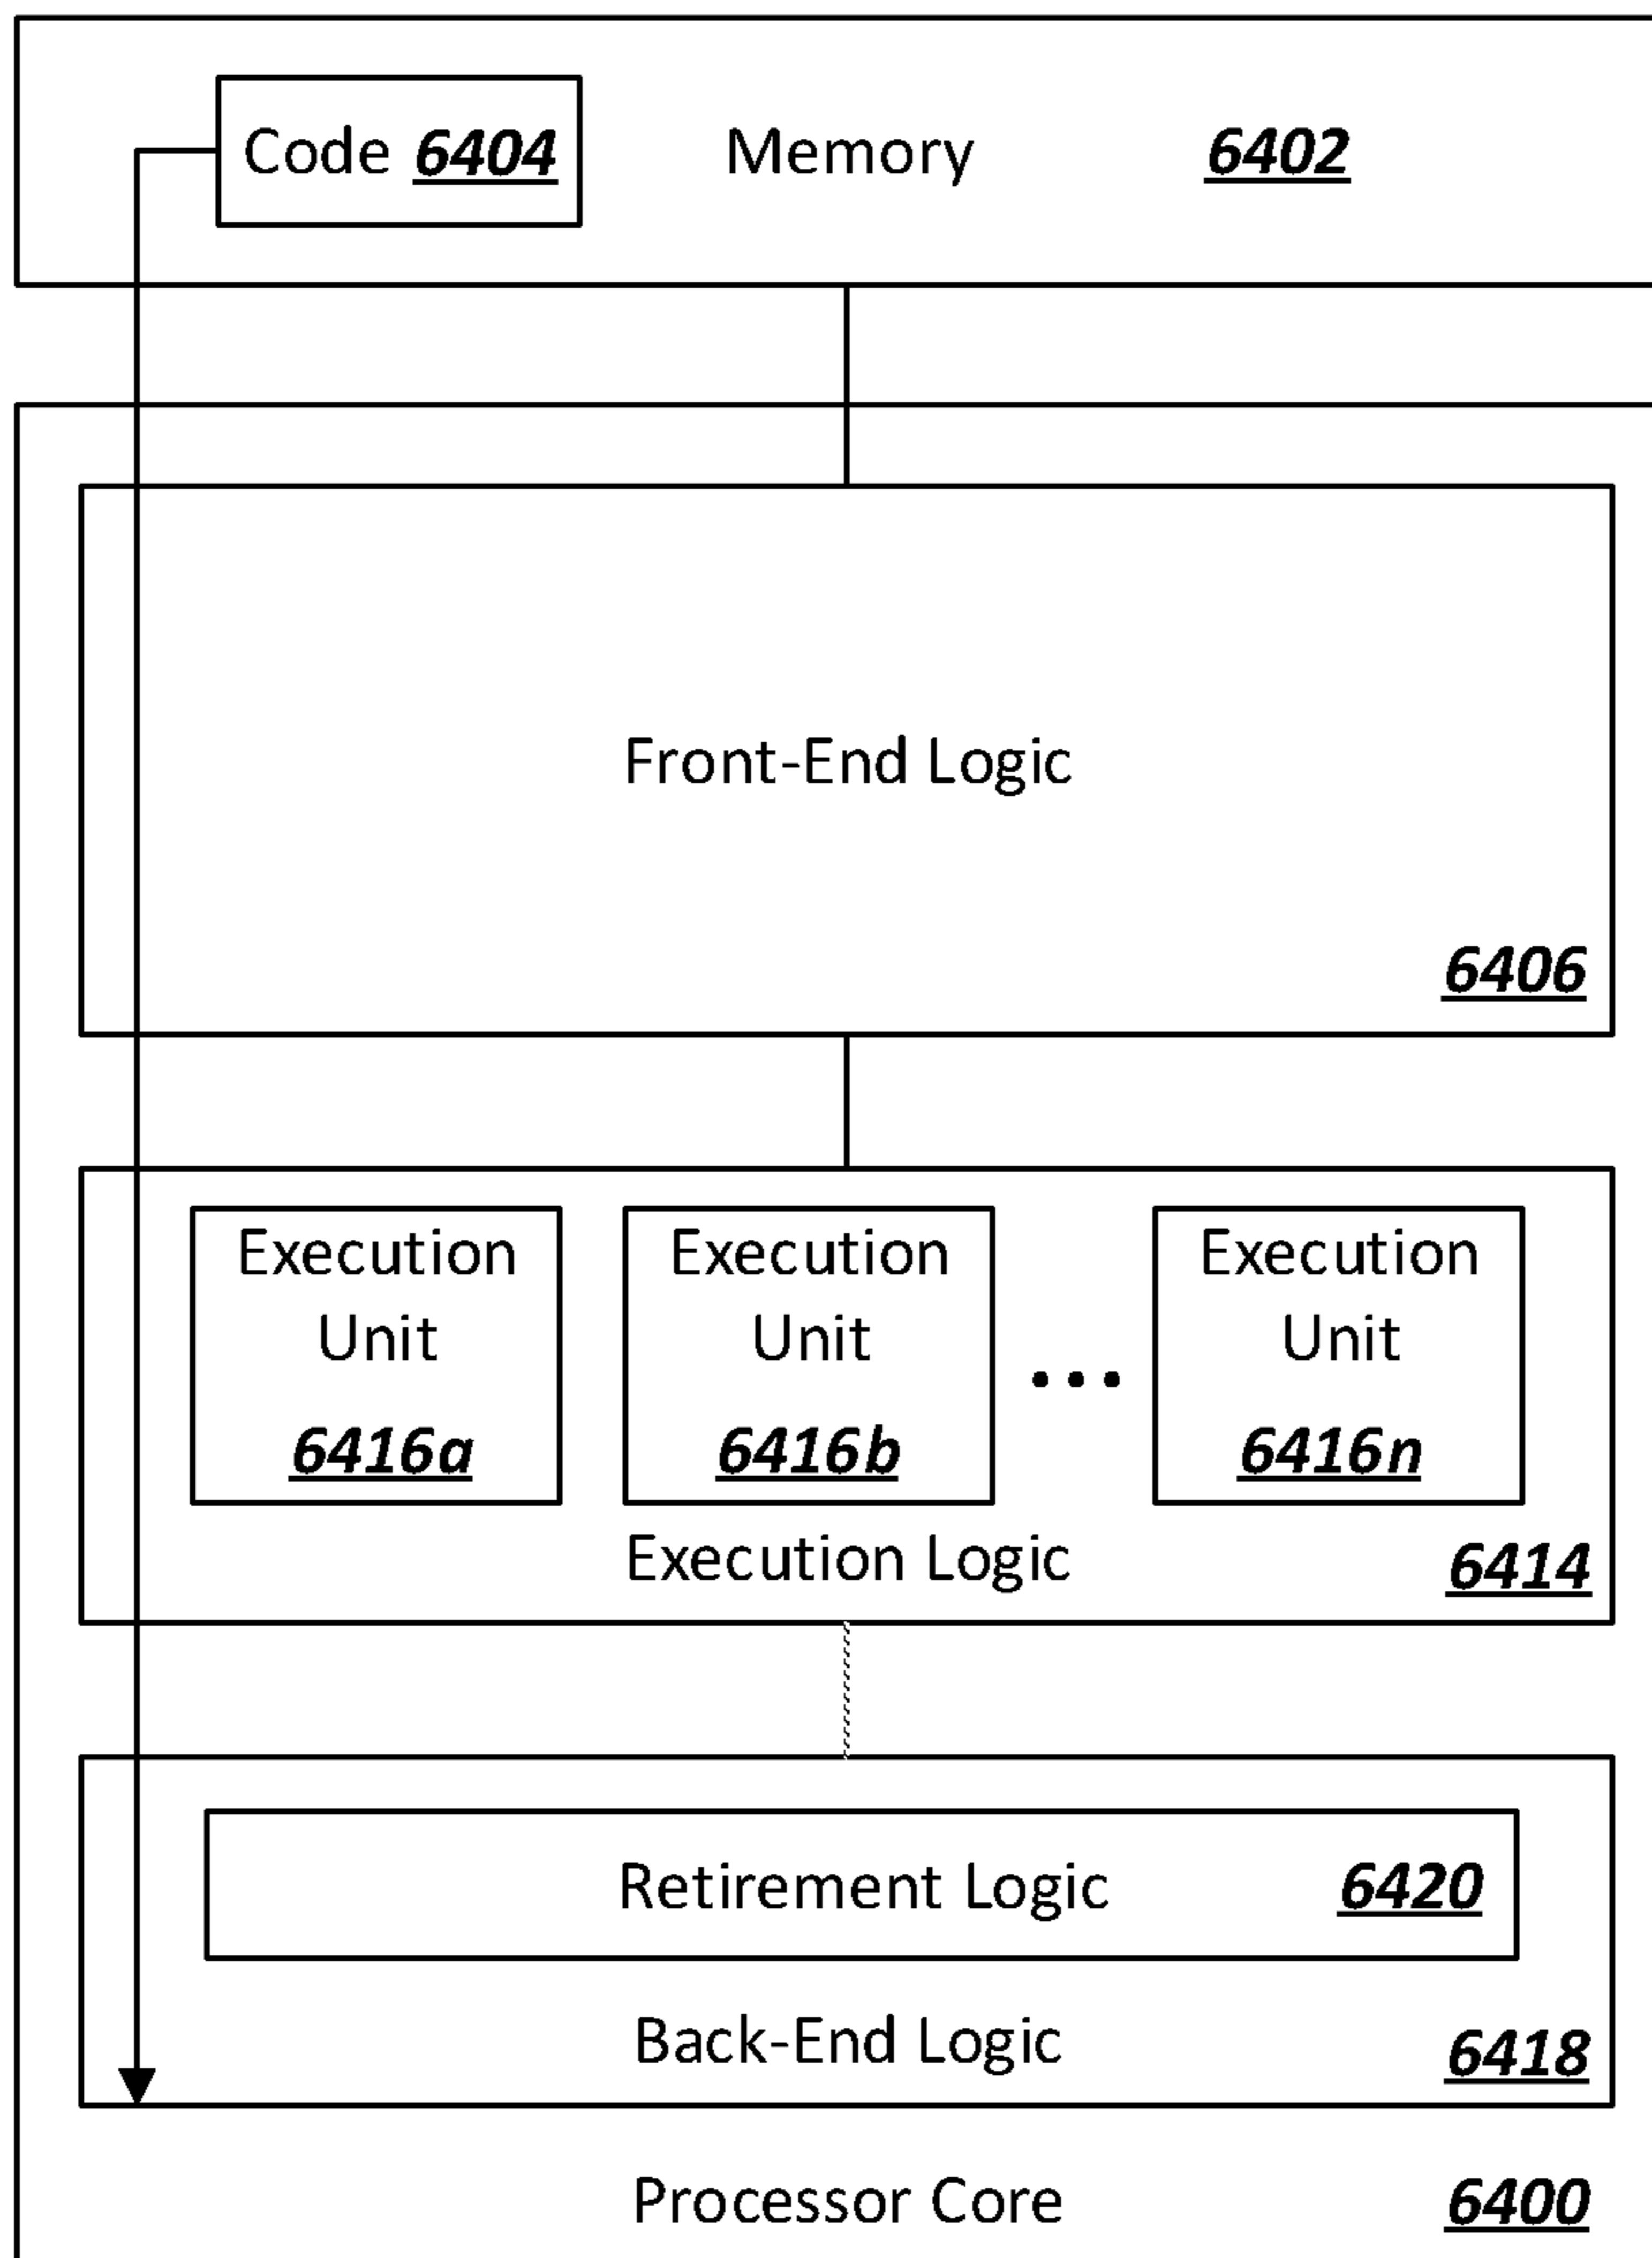 Code 6404 Memory 6402
Front-End Logic
6406
Execution Unit 6416a
Execution Unit 6416b
...
Execution Unit 6416n
Execution Logic 6414
Retirement Logic 6420
Back-End Logic 6418
Processor Core 6400